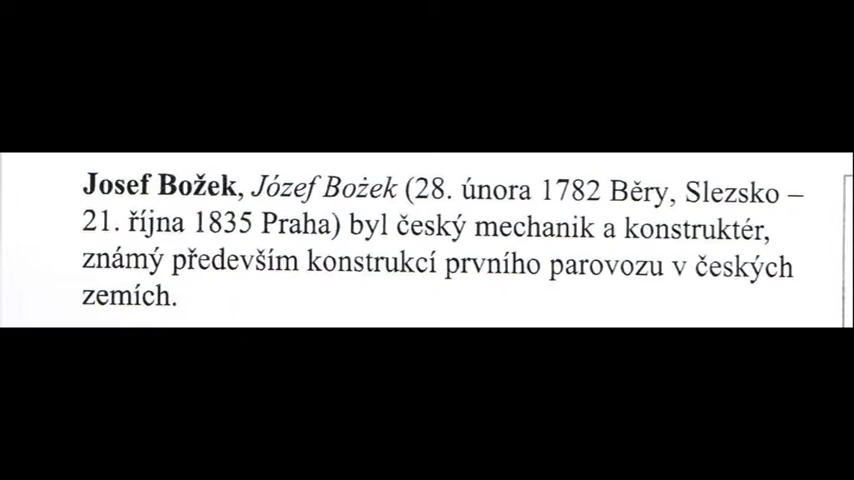 Josef Božek, Józef Bożek (28. února 1782 Běry, Slezsko –
21. října 1835 Praha) byl český mechanik a konstruktér,
známý především konstrukcí prvního parovozu v českých
zemích.